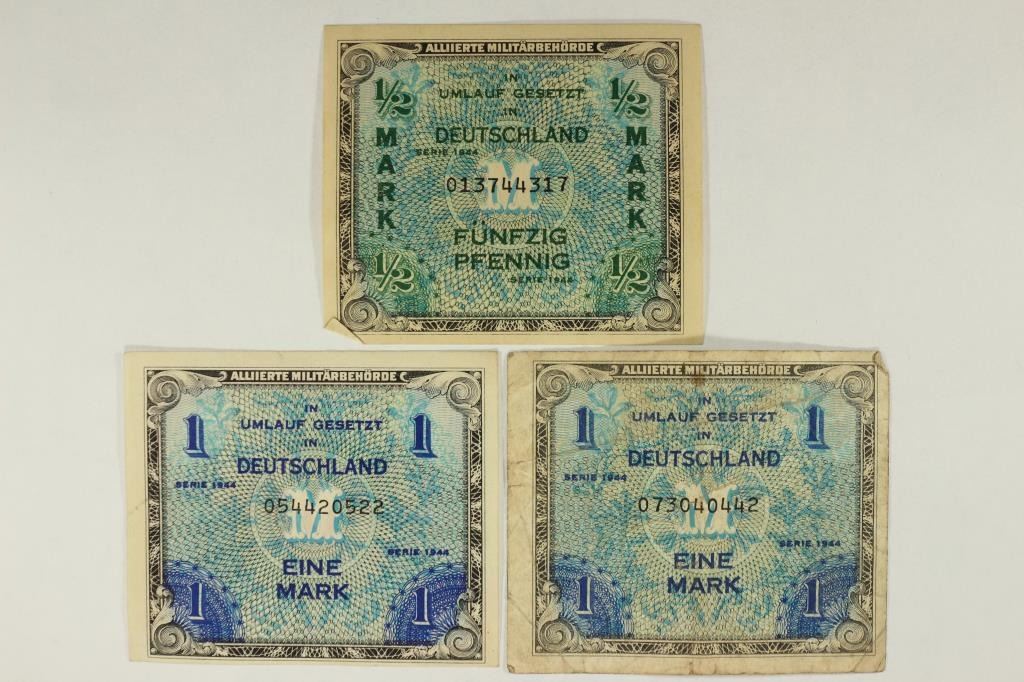 ALLIIERTE MILITÄRBEHÖRDE
IN
UMLAUF GESETZT
IN
DEUTSCHLAND
SERIE 1944
013744317
FÜNFZIG
PFENNIG
SERIE 1944
1/2 1/2
MARK MARK
1/2 1/2
ALLIIERTE MILITÄRBEHÖRDE
IN
1 UMLAUF GESETZT 1
IN
DEUTSCHLAND
SERIE 1944
054420522
M
SERIE 1944
EINE
1 MARK 1
ALLIIERTE MILITÄRBEHÖRDE
IN
1 UMLAUF GESETZT 1
IN
DEUTSCHLAND
SERIE 1944
073040442
M
SERIE 1944
EINE
1 MARK 1